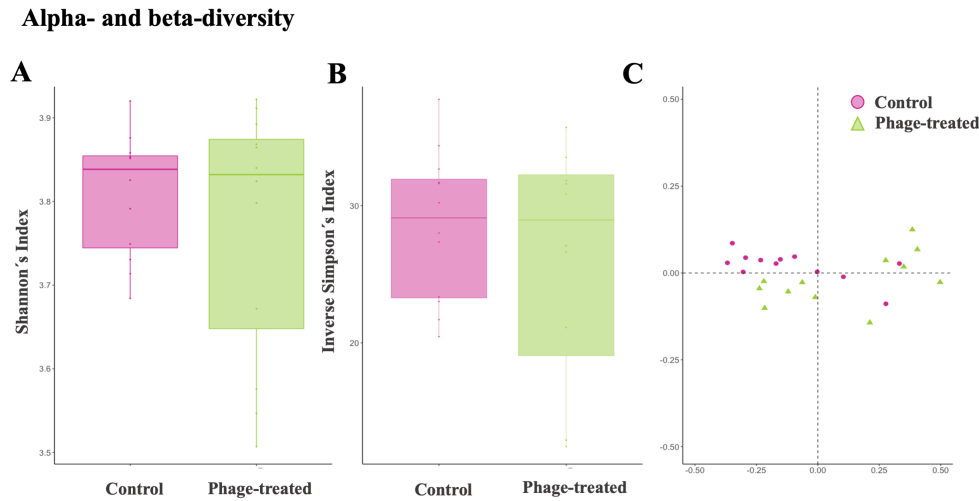 Alpha- and beta-diversity
A
B
C
Shannon´s Index
3.9
3.8
3.7
3.6
3.5
Control
Phage-treated
Inverse Simpson´s Index
30
20
Control
Phage-treated
Control
Phage-treated
0.50
0.25
0.00
-0.25
-0.50
-0.50
-0.25
0.00
0.25
0.50